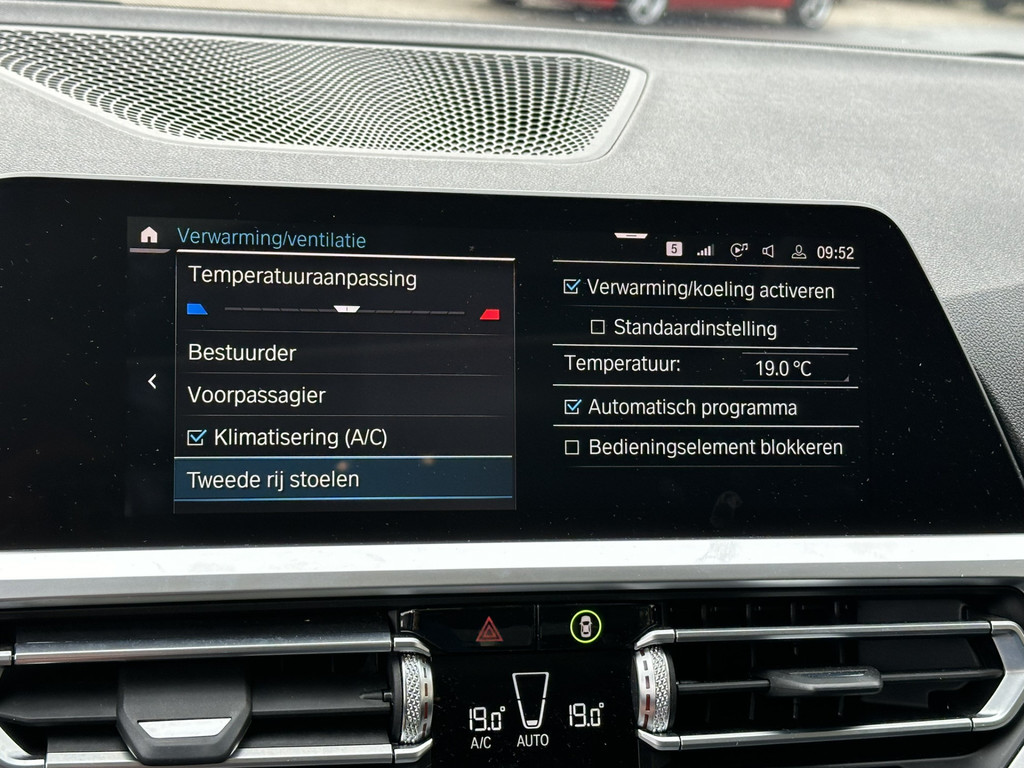 Verwarming/ventilatie
5
09:52
Temperatuuraanpassing
Bestuurder
Voorpassagier
Klimatisering (A/C)
Tweede rij stoelen
Verwarming/koeling activeren
Standaardinstelling
Temperatuur: 19.0 °C
Automatisch programma
Bedieningselement blokkeren
19.0° 19.0°
A/C AUTO